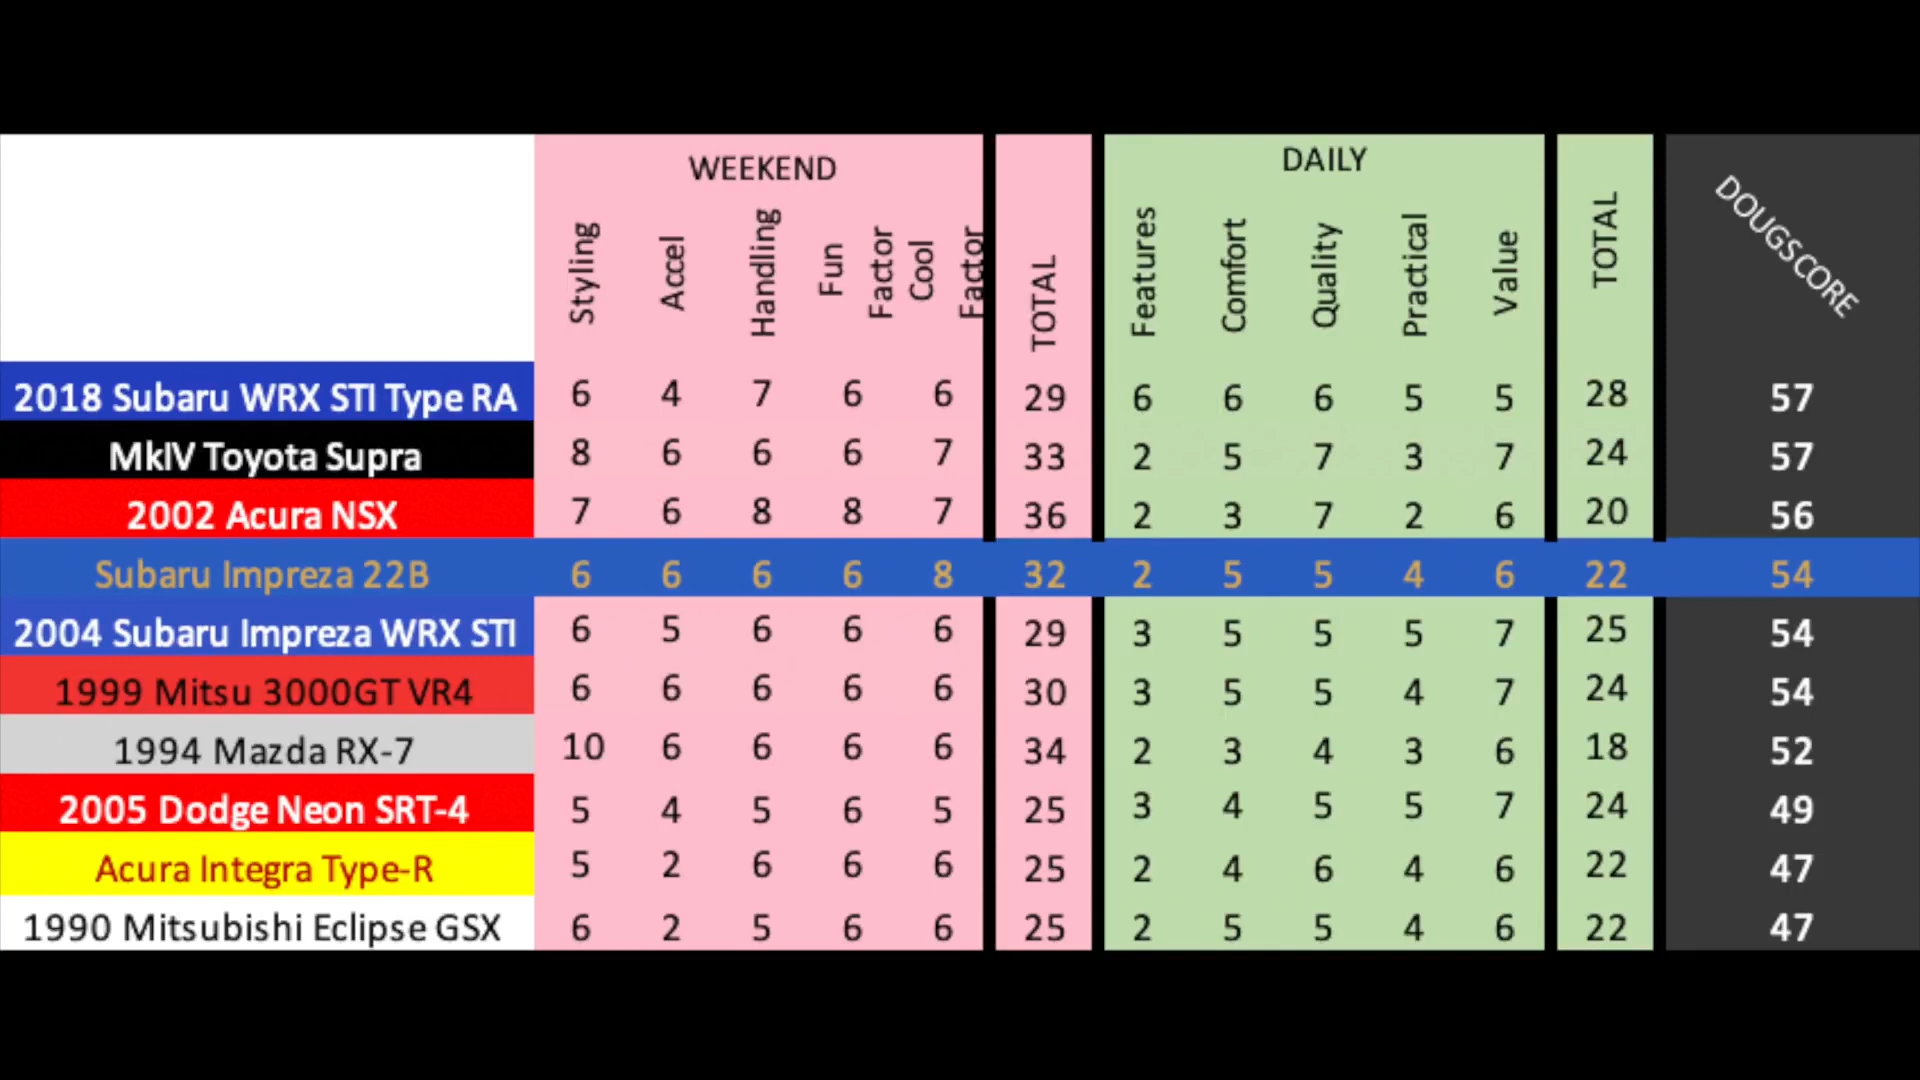 WEEKEND
DAILY
Styling Accel Handling Fun Factor Cool Factor TOTAL Features Comfort Quality Practical Value TOTAL DOUGSCORE
2018 Subaru WRX STI Type RA 6 4 7 6 6 29 6 6 6 5 5 28 57
MkIV Toyota Supra 8 6 6 6 7 33 2 5 7 3 7 24 57
2002 Acura NSX 7 6 8 8 7 36 2 3 7 2 6 20 56
Subaru Impreza 22B 6 6 6 6 8 32 2 5 5 4 6 22 54
2004 Subaru Impreza WRX STI 6 5 6 6 6 29 3 5 5 5 7 25 54
1999 Mitsu 3000GT VR4 6 6 6 6 6 30 3 5 5 4 7 24 54
1994 Mazda RX-7 10 6 6 6 6 34 2 3 4 3 6 18 52
2005 Dodge Neon SRT-4 5 4 5 6 5 25 3 4 5 5 7 24 49
Acura Integra Type-R 5 2 6 6 6 25 2 4 6 4 6 22 47
1990 Mitsubishi Eclipse GSX 6 2 5 6 6 25 2 5 5 4 6 22 47